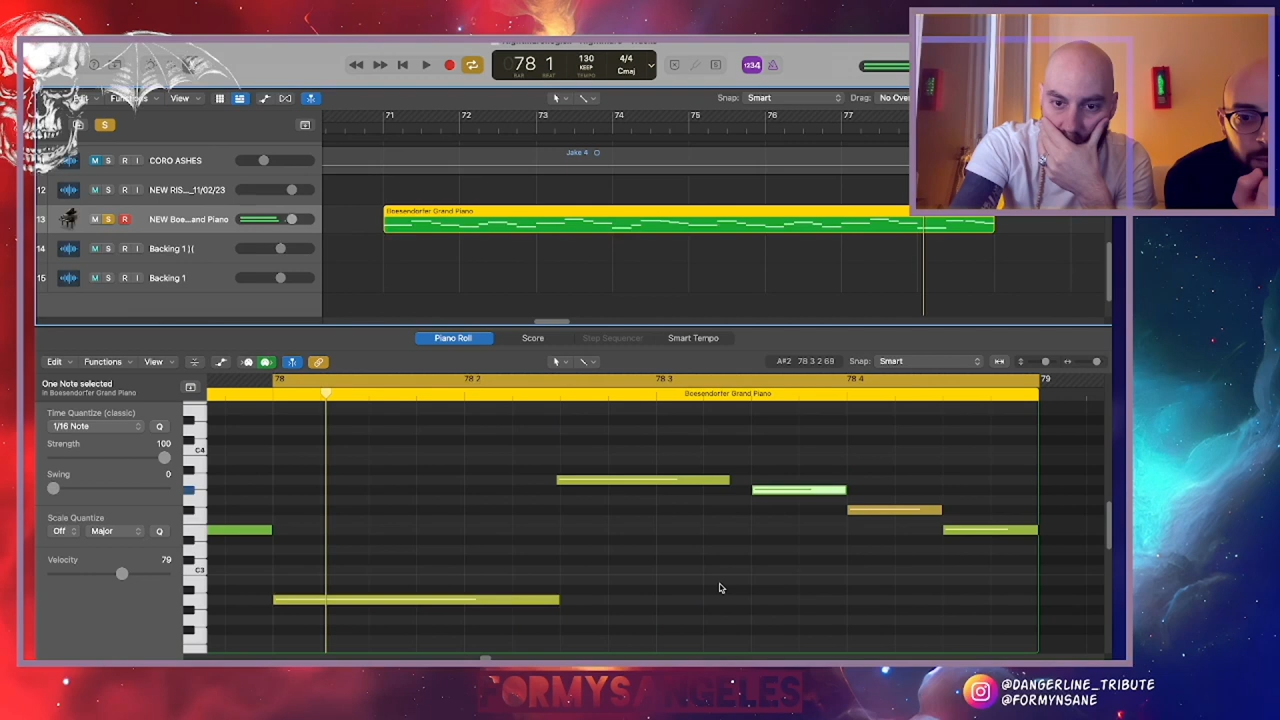 78 1
BAR BEAT
130
KEEP
TEMPO
4/4
Cmaj
1234
View
Snap: Smart
Drag:
S
71 72 73 74 75 76 77
Jake 4
M S R I CORO ASHES
12 M S R I NEW RIS..._11/02/23
13 M S R NEW Boe...and Piano
Boesendorfer Grand Piano
14 M S R I Backing 1
15 M S R I Backing 1
Piano Roll Score Step Sequencer Smart Tempo
Edit Functions View
A#2 78 3 2 69
Snap: Smart
One Note selected
in Boesendorfer Grand Piano
78 78 2 78 3 78 4 79
Boesendorfer Grand Piano
Time Quantize (classic)
1/16 Note Q
Strength 100
Swing 0
Scale Quantize
Off Major Q
Velocity 79
C4
C3
FORMYSANGELES
@DANGERLINE_TRIBUTE
@FORMYNSANE